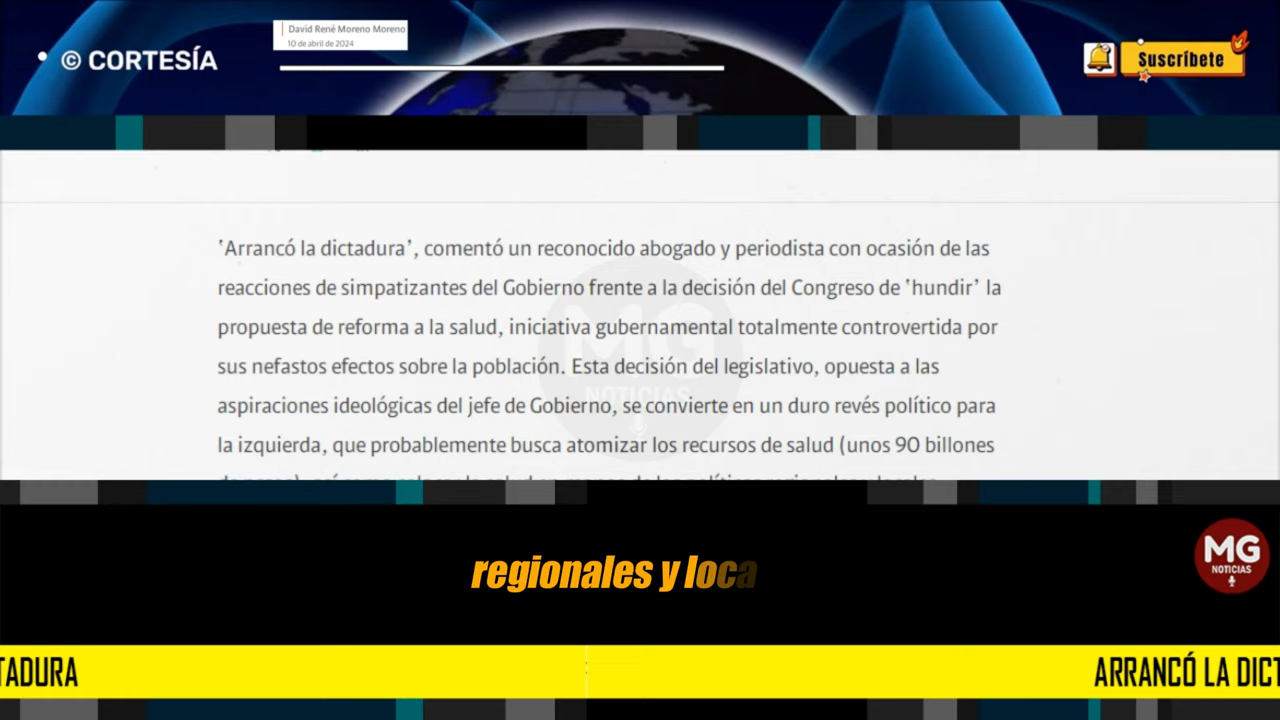 © CORTESÍA
David René Moreno Moreno
10 de abril de 2024
Suscríbete
‘Arrancó la dictadura’, comentó un reconocido abogado y periodista con ocasión de las
reacciones de simpatizantes del Gobierno frente a la decisión del Congreso de ‘hundir’ la
propuesta de reforma a la salud, iniciativa gubernamental totalmente controvertida por
sus nefastos efectos sobre la población. Esta decisión del legislativo, opuesta a las
aspiraciones ideológicas del jefe de Gobierno, se convierte en un duro revés político para
la izquierda, que probablemente busca atomizar los recursos de salud (unos 90 billones
MG
NOTICIAS
regionales y loca
MG
NOTICIAS
TADURA
ARRANCÓ LA DICT